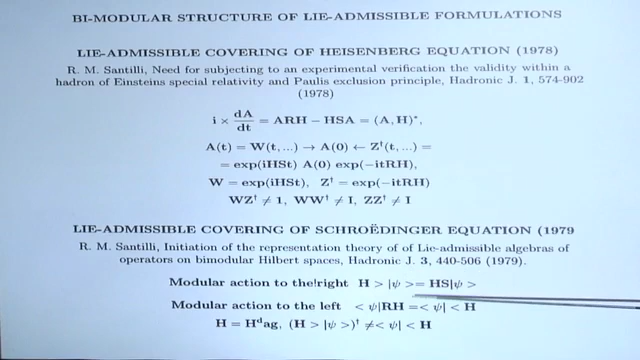 BI-MODULAR STRUCTURE OF LIE-ADMISSIBLE FORMULATIONS
LIE-ADMISSIBLE COVERING OF HEISENBERG EQUATION (1978)
R. M. Santilli, Need for subjecting to an experimental verification the validity within a
hadron of Einsteins special relativity and Paulis exclusion principle, Hadronic J. 1, 574-902
(1978)
i × dA/dt = ARH − HSA = (A, H)*,
A(t) = W(t, ...) → A(0) ← Z†(t, ...) =
= exp(iHSt) A(0) exp(−itRH),
W = exp(iHSt), Z† = exp(−itRH)
WZ† ≠ 1, WW† ≠ I, ZZ† ≠ I
LIE-ADMISSIBLE COVERING OF SCHROËDINGER EQUATION (1979
R. M. Santilli, Initiation of the representation theory of of Lie-admissible algebras of
operators on bimodular Hilbert spaces, Hadronic J. 3, 440-506 (1979).
Modular action to the!right H > |ψ >= HS|ψ >
Modular action to the left < ψ|RH =< ψ| < H
H = Hᵈag, (H > |ψ >)† ≠< ψ| < H